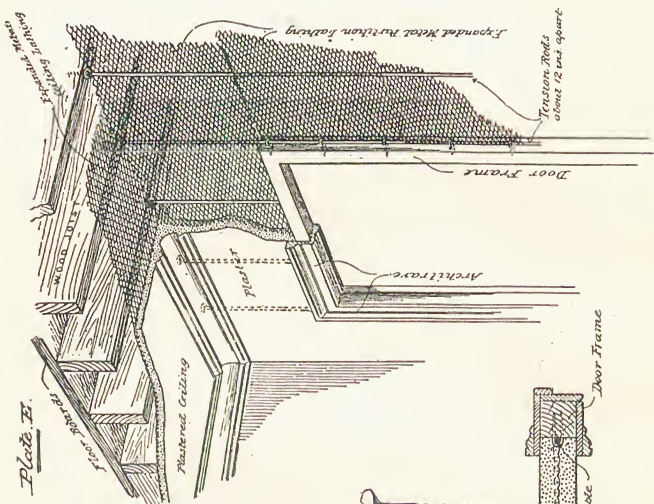 Plate. E.
Floor Boards
Wood Joist
Expanded Metal
Ceiling Lathing
Expanded Metal Partition Lathing
Tension Rods
about 12 ins apart
Plastered Ceiling
Plaster
Architrave
Door Frame
Door Frame